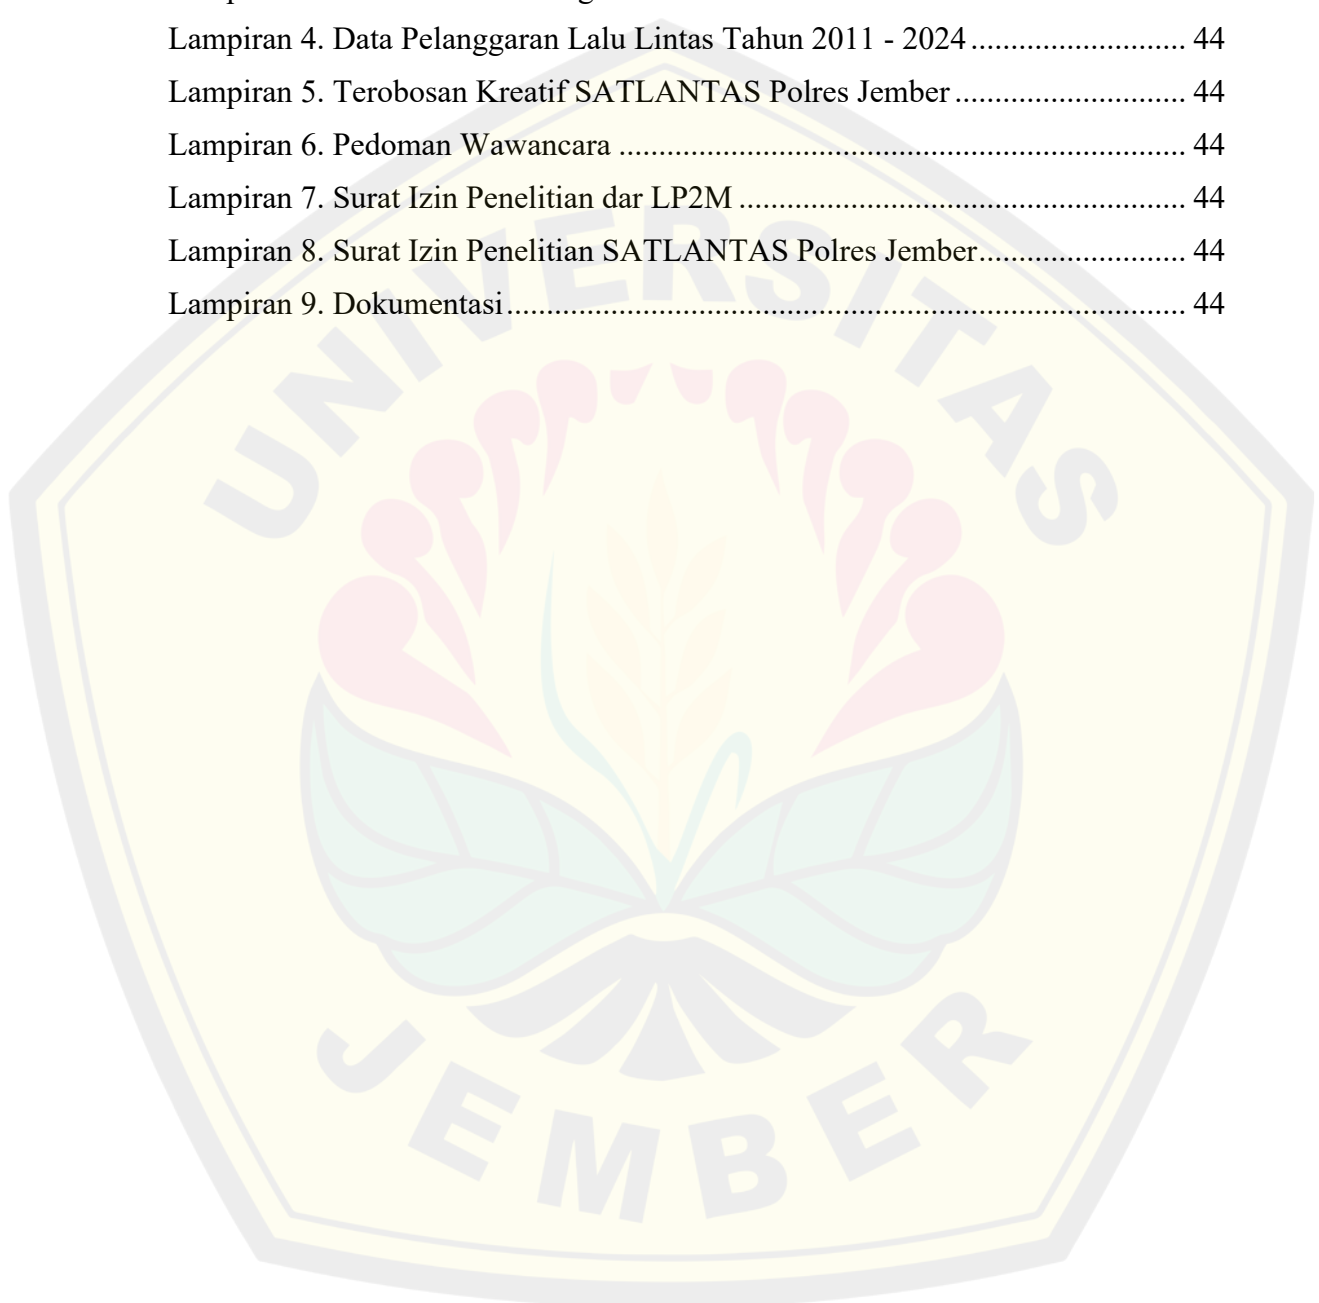 Lampiran 4. Data Pelanggaran Lalu Lintas Tahun 2011 - 2024 ........................... 44
Lampiran 5. Terobosan Kreatif SATLANTAS Polres Jember ............................. 44
Lampiran 6. Pedoman Wawancara ....................................................................... 44
Lampiran 7. Surat Izin Penelitian dar LP2M ........................................................ 44
Lampiran 8. Surat Izin Penelitian SATLANTAS Polres Jember.......................... 44
Lampiran 9. Dokumentasi..................................................................................... 44
UNIVERSITAS
JEMBER